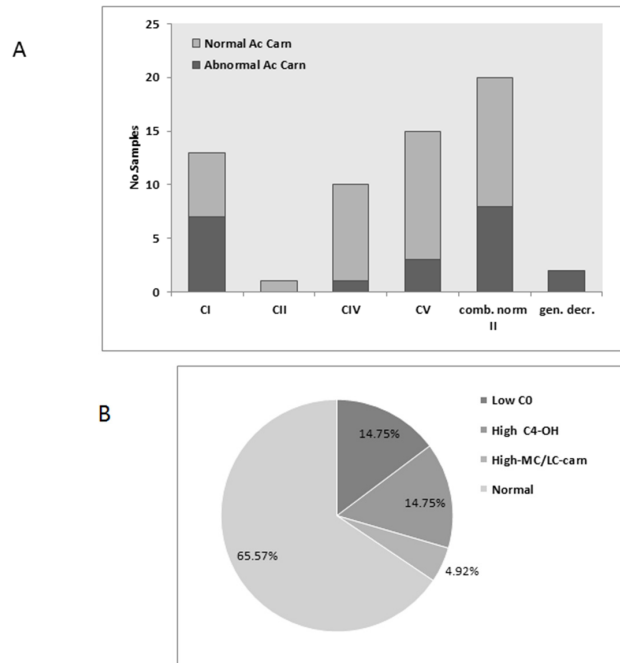 A
25
20
15
10
5
0
No.Samples
Normal Ac Carn
Abnormal Ac Carn
CI
CII
CIV
CV
comb. norm
II
gen. decr.
B
Low C0
High C4-OH
High-MC/LC-carn
Normal
14.75%
14.75%
4.92%
65.57%